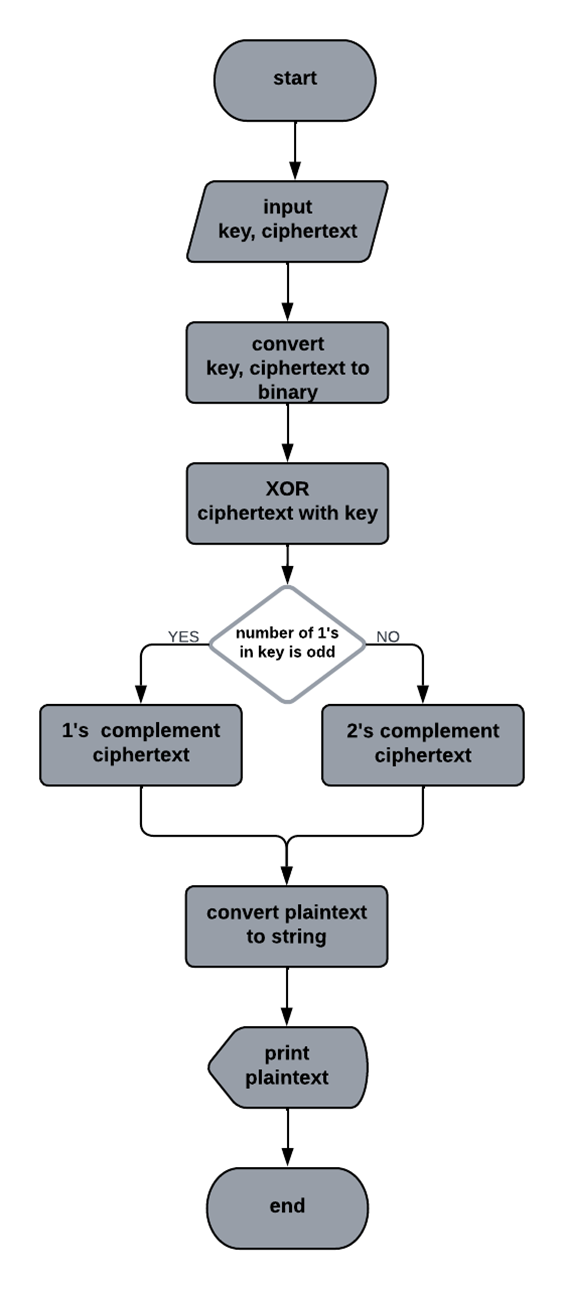 start
input
key, ciphertext
convert
key, ciphertext to
binary
XOR
ciphertext with key
number of 1's
in key is odd
YES
NO
1's  complement
ciphertext
2's complement
ciphertext
convert plaintext
to string
print
plaintext
end